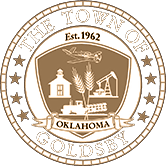 THE TOWN OF
Est. 1962
OKLAHOMA
GOLDSBY